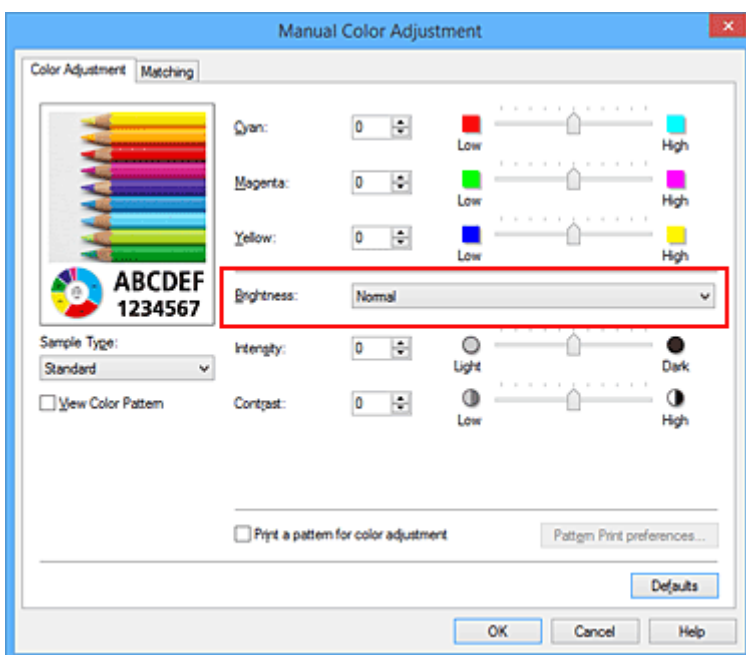 Manual Color Adjustment
Color Adjustment
Matching
ABCDEF
1234567
Sample Type:
Standard
View Color Pattern
Cyan: 0 Low High
Magenta: 0 Low High
Yellow: 0 Low High
Brightness: Normal
Intensity: 0 Light Dark
Contrast: 0 Low High
Print a pattern for color adjustment
Pattern Print preferences...
Defaults
OK
Cancel
Help